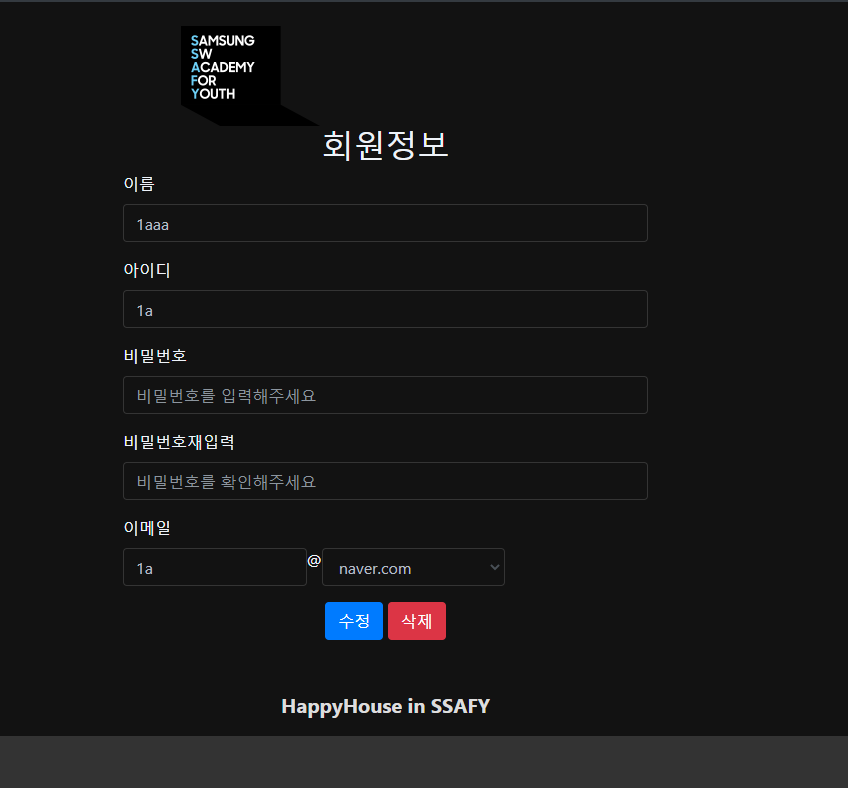 SAMSUNG
SW
ACADEMY
FOR
YOUTH
회원정보
이름
1aaa
아이디
1a
비밀번호
비밀번호를 입력해주세요
비밀번호재입력
비밀번호를 확인해주세요
이메일
1a @ naver.com
수정 삭제
HappyHouse in SSAFY